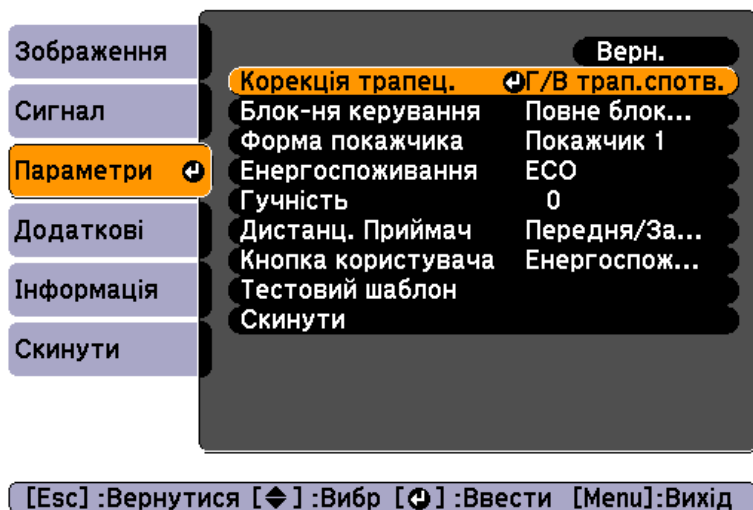 Зображення
Сигнал
Параметри
Додаткові
Інформація
Скинути
Верн.
Корекція трапец. Г/В трап.спотв.
Блок-ня керування Повне блок...
Форма покажчика Покажчик 1
Енергоспоживання ECO
Гучність 0
Дистанц. Приймач Передня/За...
Кнопка користувача Енергоспож...
Тестовий шаблон
Скинути
[Esc] :Вернутися [◆] :Вибр [↵] :Ввести [Menu]:Вихід